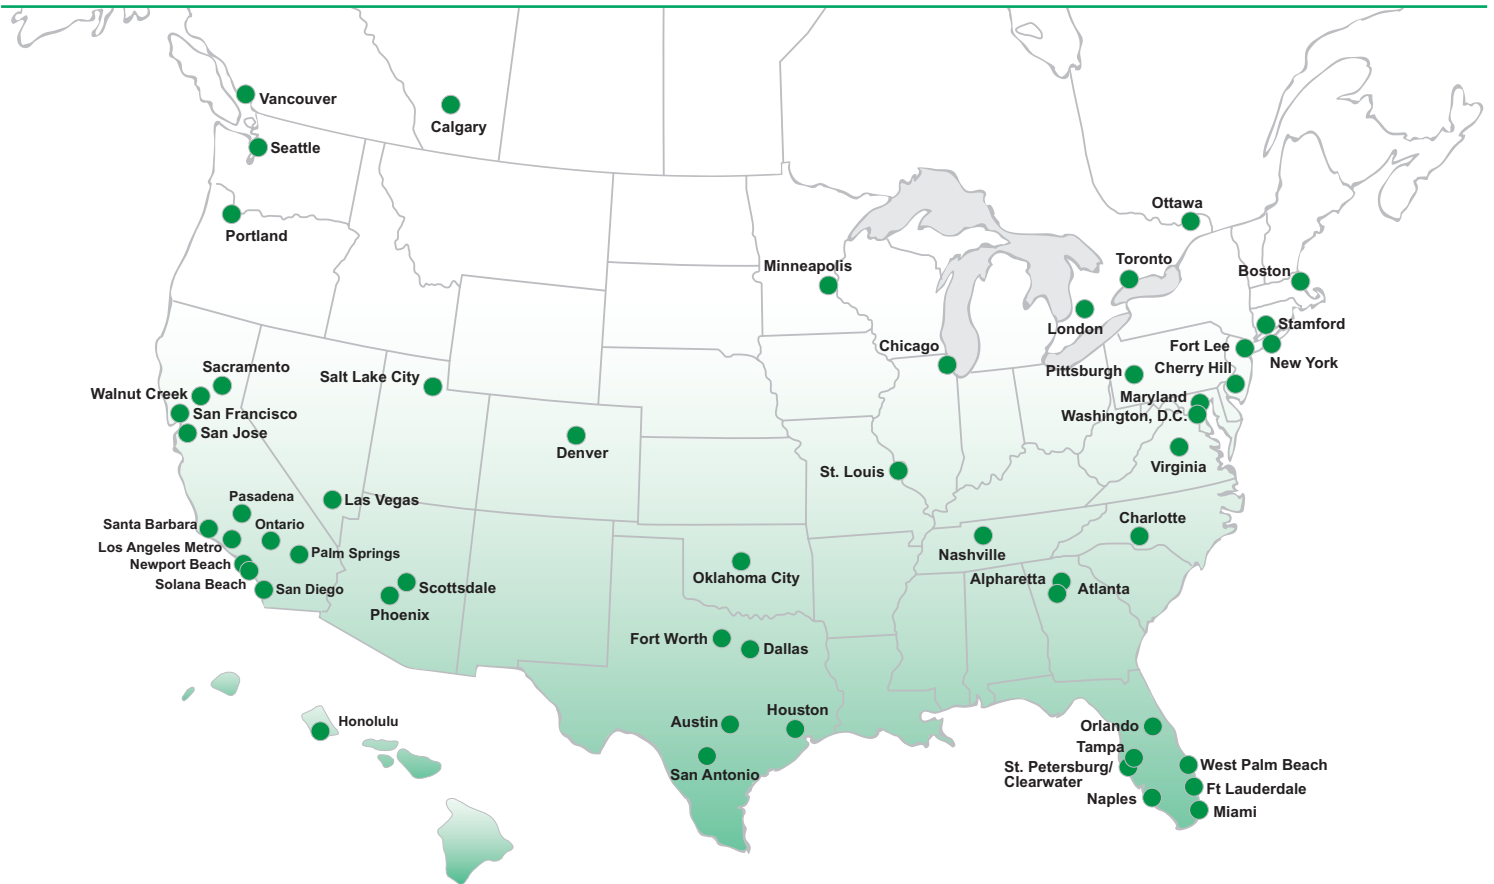 Vancouver
Calgary
Seattle
Portland
Ottawa
Toronto
Minneapolis
Boston
London
Stamford
Chicago
Fort Lee
New York
Sacramento
Salt Lake City
Pittsburgh
Cherry Hill
Walnut Creek
Maryland
San Francisco
Washington, D.C.
San Jose
Denver
St. Louis
Virginia
Pasadena
Las Vegas
Santa Barbara
Ontario
Charlotte
Los Angeles Metro
Palm Springs
Nashville
Newport Beach
Oklahoma City
Alpharetta
Solana Beach
San Diego
Scottsdale
Atlanta
Phoenix
Fort Worth
Dallas
Honolulu
Austin
Houston
Orlando
Tampa
St. Petersburg/
Clearwater
West Palm Beach
San Antonio
Ft Lauderdale
Naples
Miami